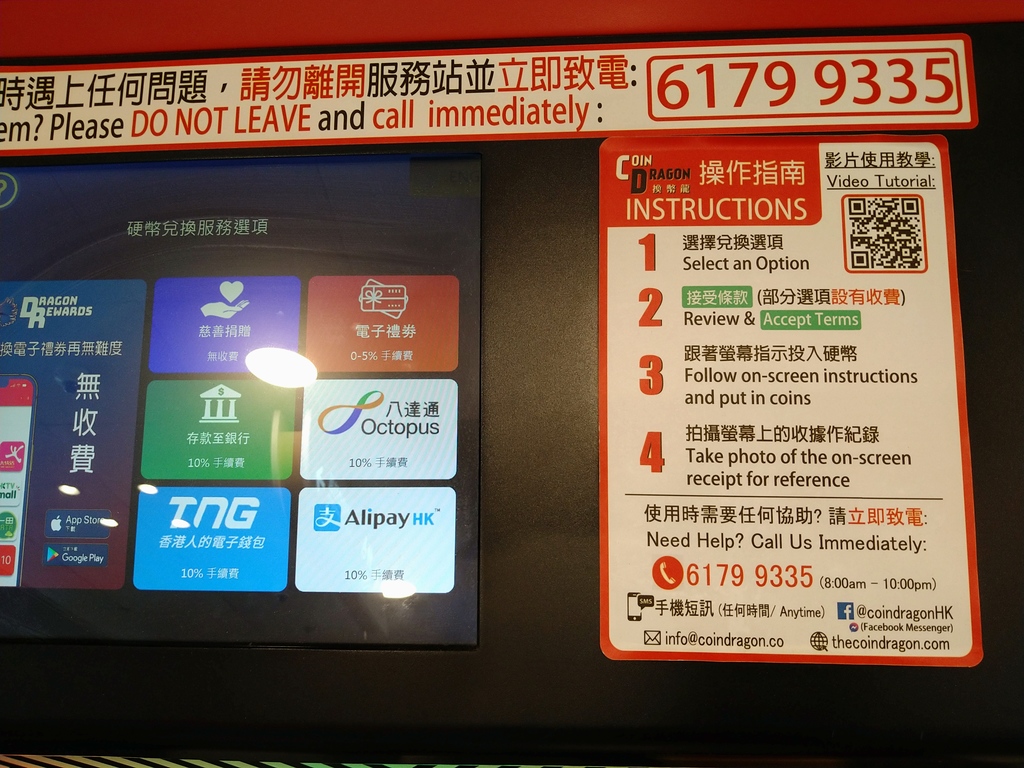 時遇上任何問題，請勿離開服務站並立即致電:
em? Please DO NOT LEAVE and call immediately :
6179 9335
?
硬幣兌換服務選項
DRAGON
REWARDS
換電子禮券再無難度
無收費
App Store
下載
Google Play
慈善捐贈
無收費
電子禮券
0-5% 手續費
存款至銀行
10% 手續費
八達通
Octopus
10% 手續費
TNG
香港人的電子錢包
10% 手續費
支 Alipay HK™
10% 手續費
COIN
DRAGON
換幣龍
操作指南
INSTRUCTIONS
影片使用教學:
Video Tutorial:
1 選擇兌換選項
Select an Option
2 接受條款 (部分選項設有收費)
Review & Accept Terms
3 跟著螢幕指示投入硬幣
Follow on-screen instructions
and put in coins
4 拍攝螢幕上的收據作紀錄
Take photo of the on-screen
receipt for reference
使用時需要任何協助? 請立即致電:
Need Help? Call Us Immediately:
6179 9335 (8:00am - 10:00pm)
SMS 手機短訊 (任何時間/ Anytime) @coindragonHK
(Facebook Messenger)
info@coindragon.co thecoindragon.com